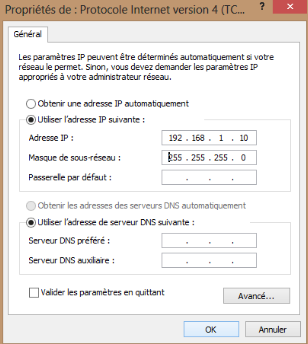 Propriétés de : Protocole Internet version 4 (TC... ? x
Général
Les paramètres IP peuvent être déterminés automatiquement si votre
réseau le permet. Sinon, vous devez demander les paramètres IP
appropriés à votre administrateur réseau.
Obtenir une adresse IP automatiquement
Utiliser l'adresse IP suivante :
Adresse IP : 192 . 168 . 1 . 10
Masque de sous-réseau : 255 . 255 . 255 . 0
Passerelle par défaut : . . .
Obtenir les adresses des serveurs DNS automatiquement
Utiliser l'adresse de serveur DNS suivante :
Serveur DNS préféré : . . .
Serveur DNS auxiliaire : . . .
Valider les paramètres en quittant
Avancé...
OK Annuler